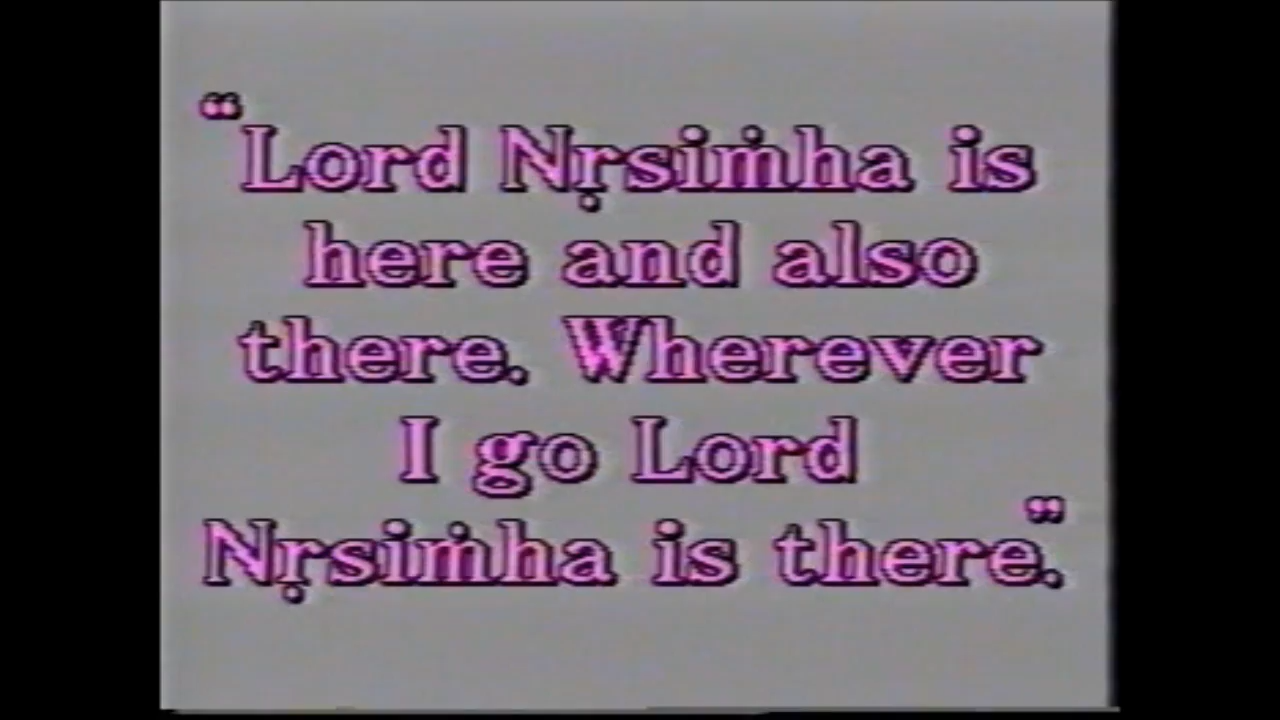 “Lord Nṛsiṁha is
here and also
there. Wherever
I go Lord
Nṛsiṁha is there.”